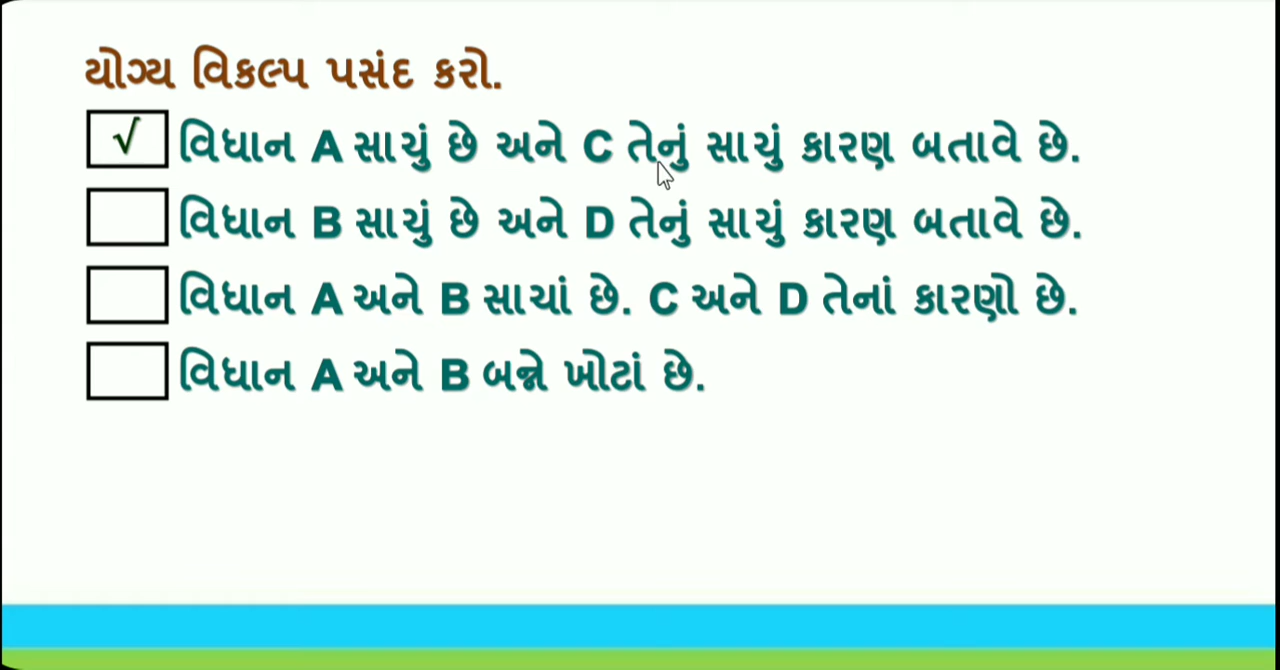 યોગ્ય વિકલ્પ પસંદ કરો.
√ વિધાન A સાચું છે અને C તેનું સાચું કારણ બતાવે છે.
વિધાન B સાચું છે અને D તેનું સાચું કારણ બતાવે છે.
વિધાન A અને B સાચાં છે. C અને D તેનાં કારણો છે.
વિધાન A અને B બન્ને ખોટાં છે.